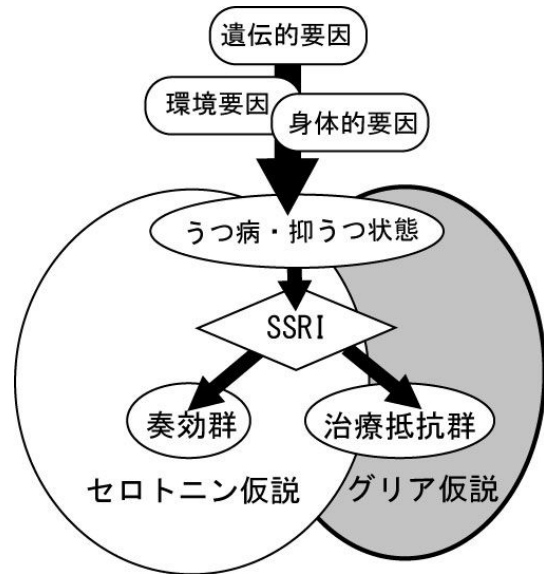 遺伝的要因
環境要因
身体的要因
うつ病・抑うつ状態
SSRI
奏効群
治療抵抗群
セロトニン仮説
グリア仮説